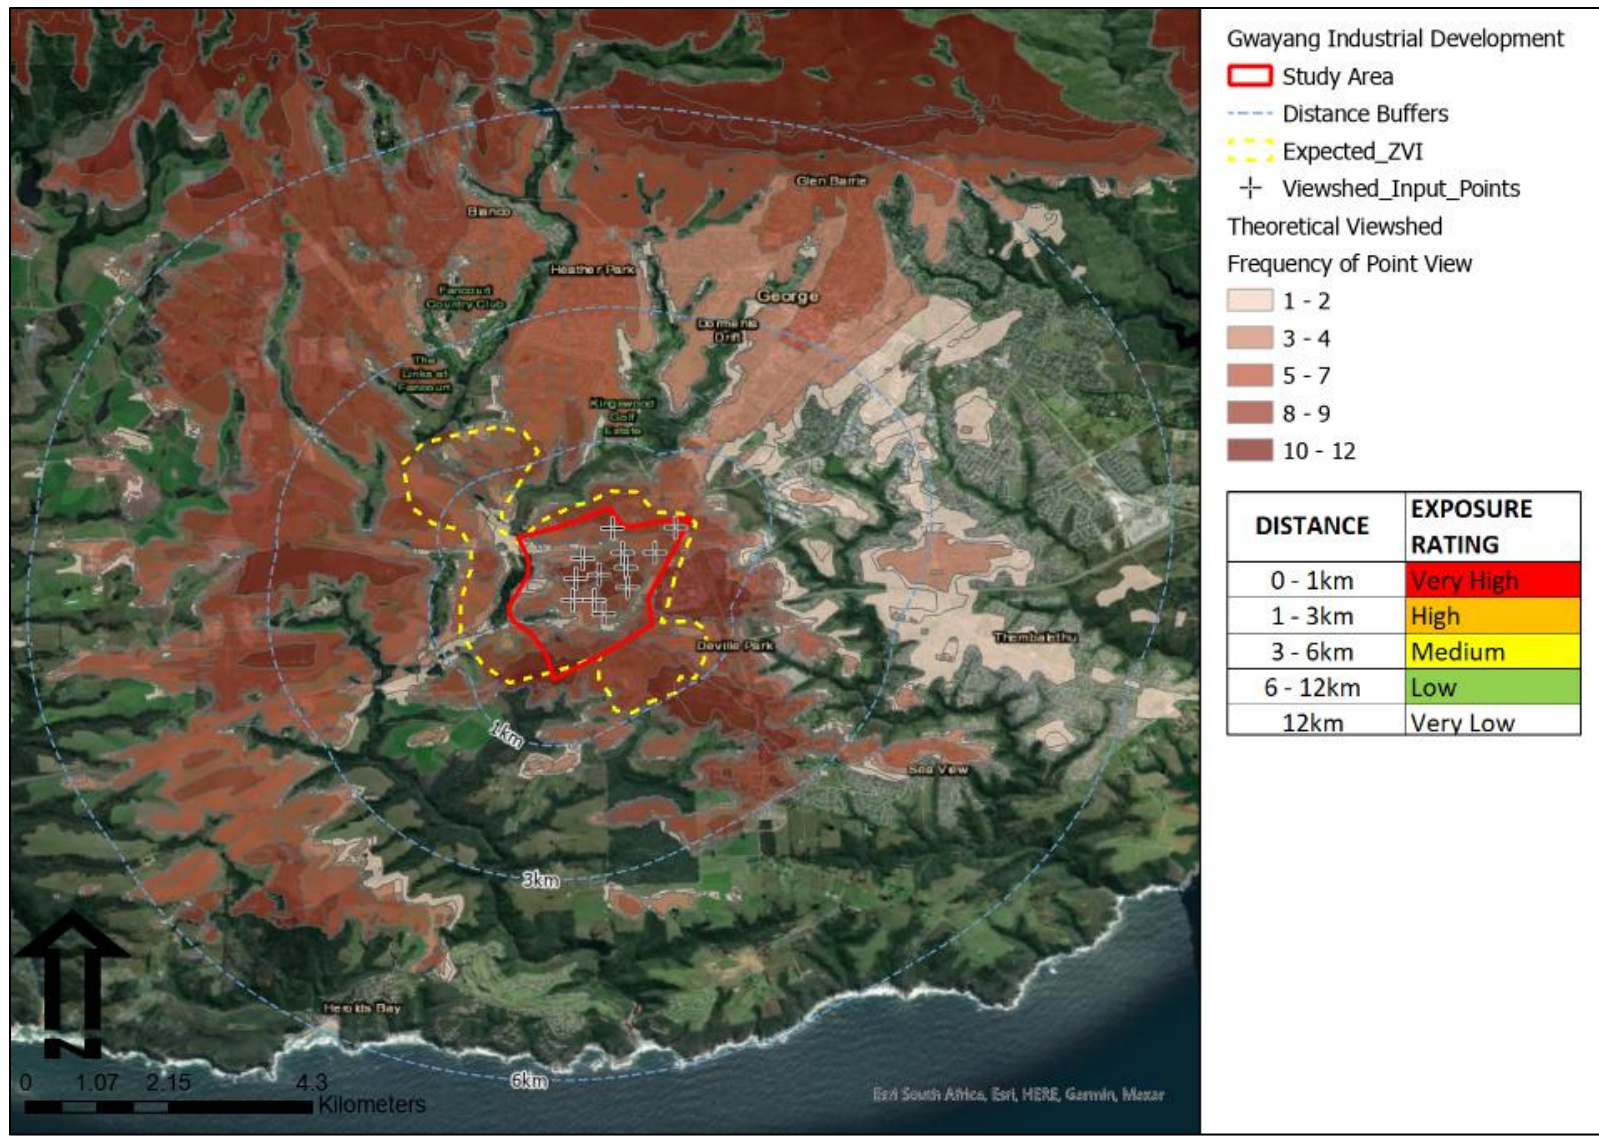 Gwayang Industrial Development
Study Area
Distance Buffers
Expected_ZVI
Viewshed_Input_Points
Theoretical Viewshed
Frequency of Point View
1 - 2
3 - 4
5 - 7
8 - 9
10 - 12
DISTANCE EXPOSURE RATING
0 - 1km Very High
1 - 3km High
3 - 6km Medium
6 - 12km Low
12km Very Low
Glen Barrie
Blanco
Heather Park
Fancourt
Country Club
George
Dormehls
Drift
The
Links at
Fancourt
Kingswood
Golf
Estate
Thembalethu
Deville Park
1km
Sea View
3km
Herolds Bay
6km
N
0 1.07 2.15 4.3
Kilometers
Esri South Africa, Esri, HERE, Garmin, Maxar